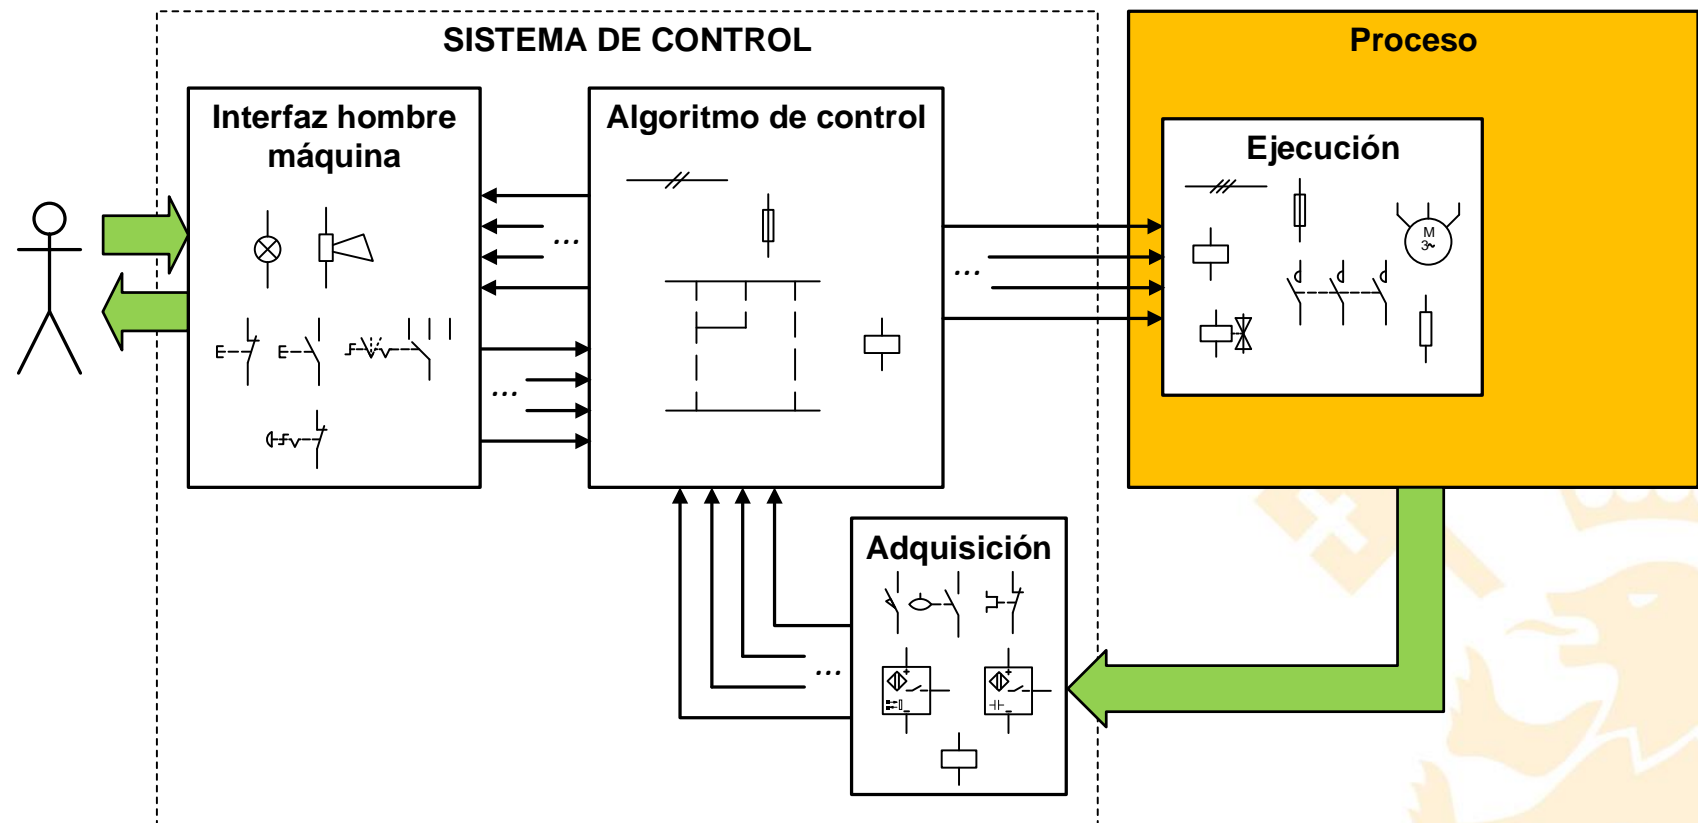 SISTEMA DE CONTROL
Proceso
Interfaz hombre
máquina
Algoritmo de control
Ejecución
M
3~
...
...
...
Adquisición
...